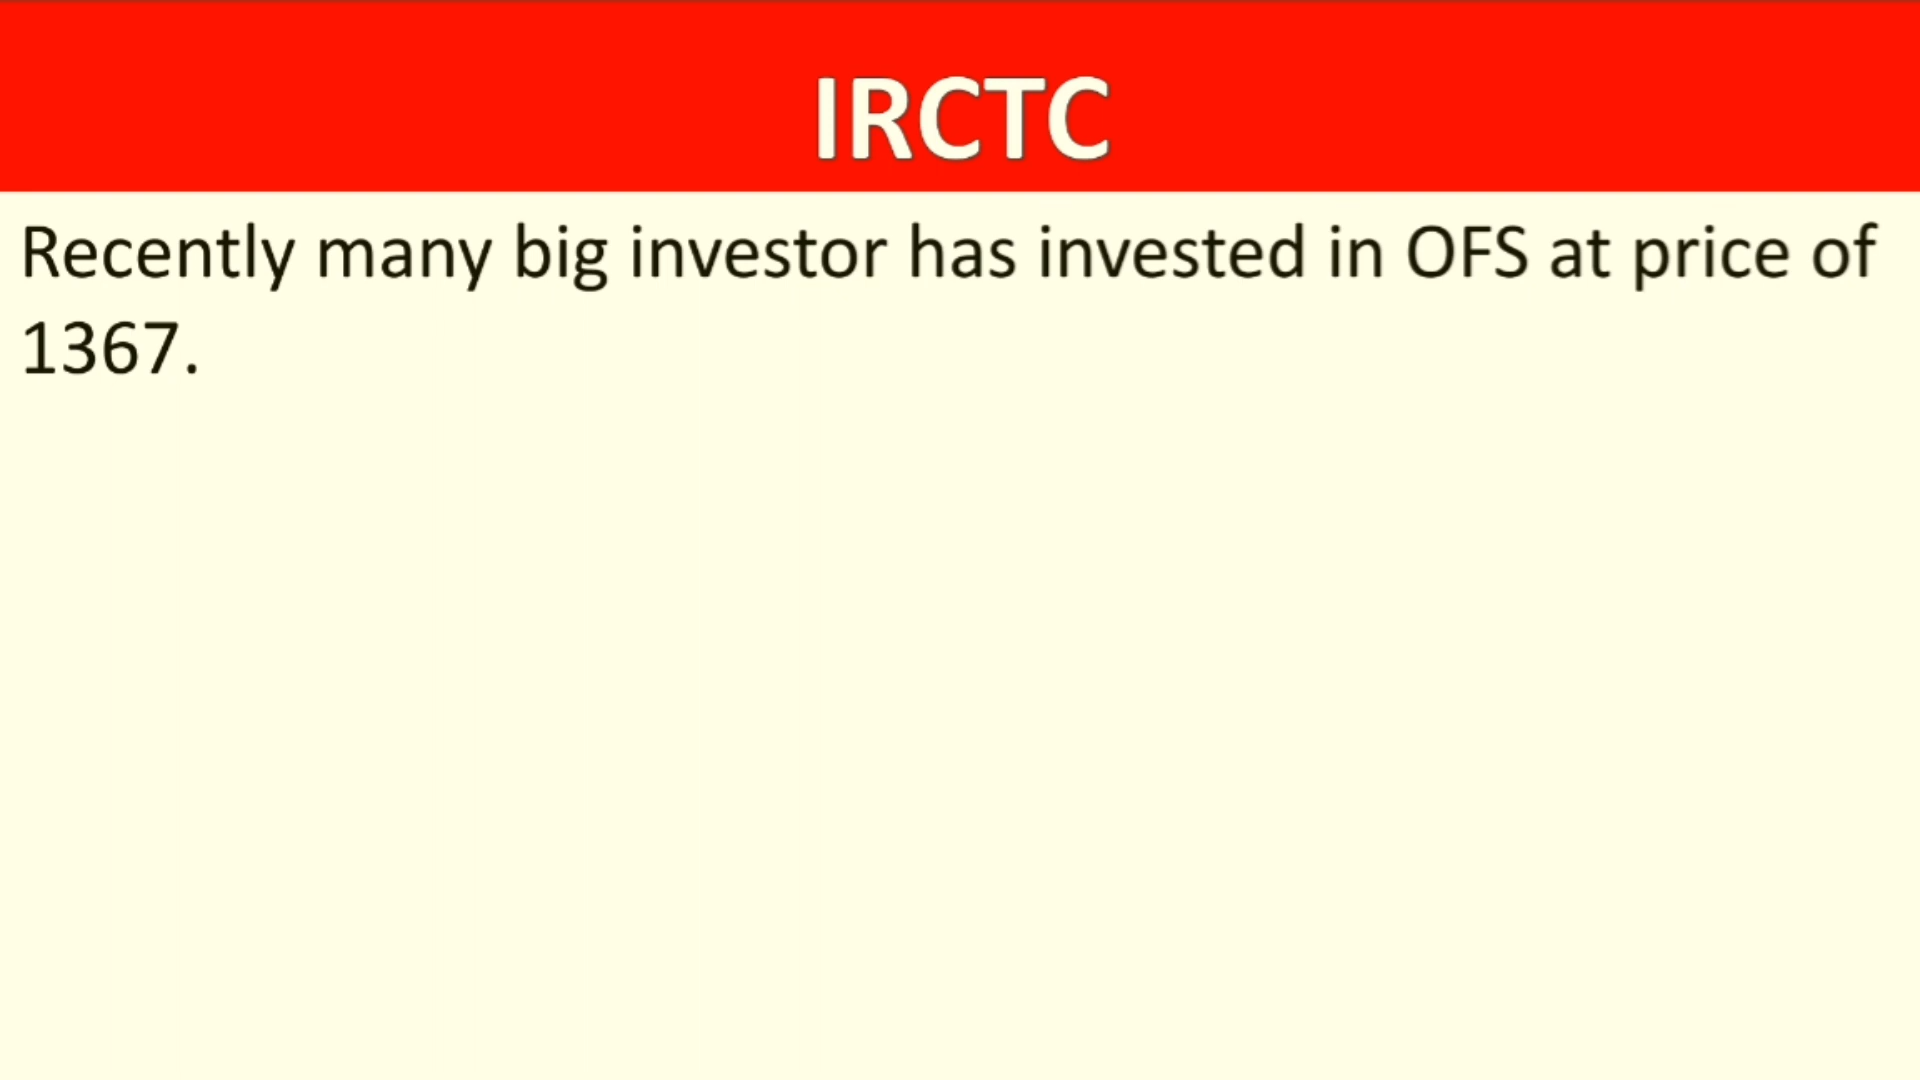 IRCTC
Recently many big investor has invested in OFS at price of
1367.